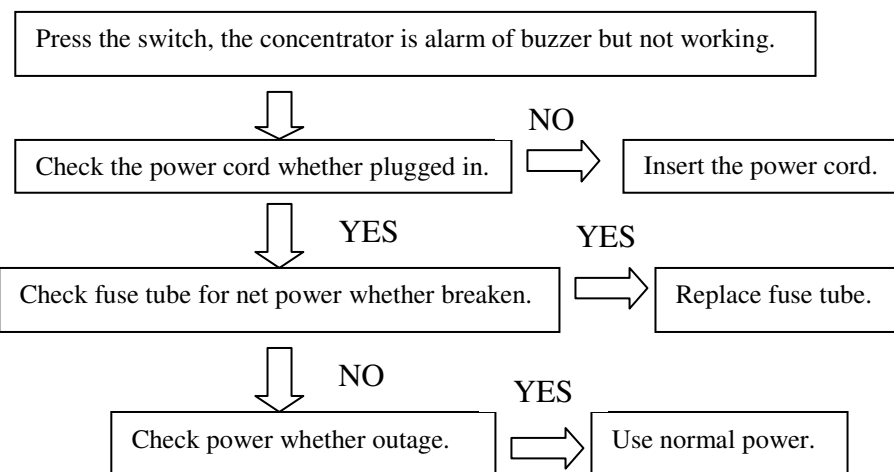 Press the switch, the concentrator is alarm of buzzer but not working.
NO
Check the power cord whether plugged in.
Insert the power cord.
YES
YES
Check fuse tube for net power whether breaken.
Replace fuse tube.
NO
YES
Check power whether outage.
Use normal power.